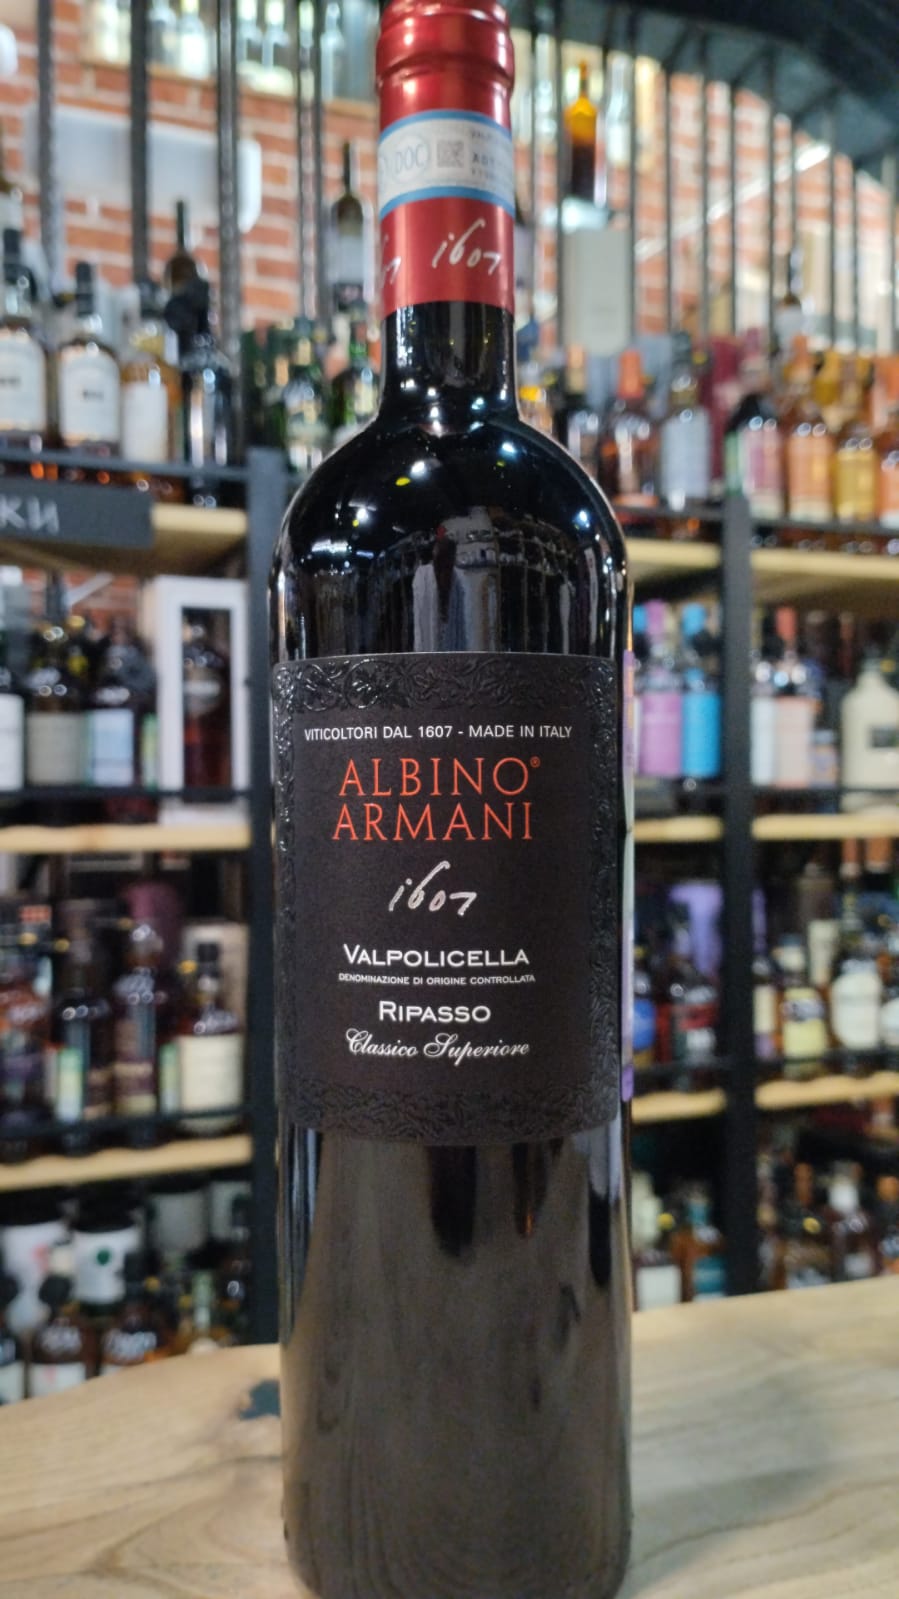 DOC
1607
VITICOLTORI DAL 1607 - MADE IN ITALY
ALBINO®
ARMANI
1607
VALPOLICELLA
DENOMINAZIONE DI ORIGINE CONTROLLATA
RIPASSO
Classico Superiore
КИ